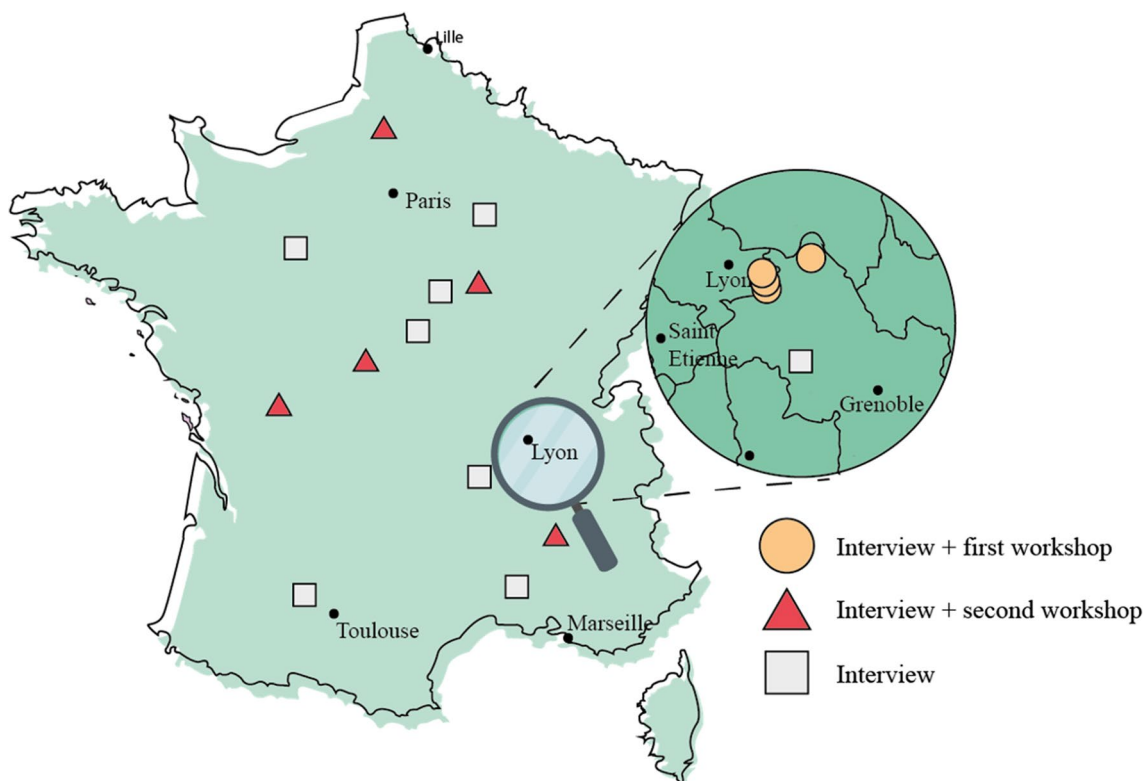 Lille
Paris
Lyon
Saint
Etienne
Grenoble
Lyon
Interview + first workshop
Interview + second workshop
Toulouse
Marseille
Interview